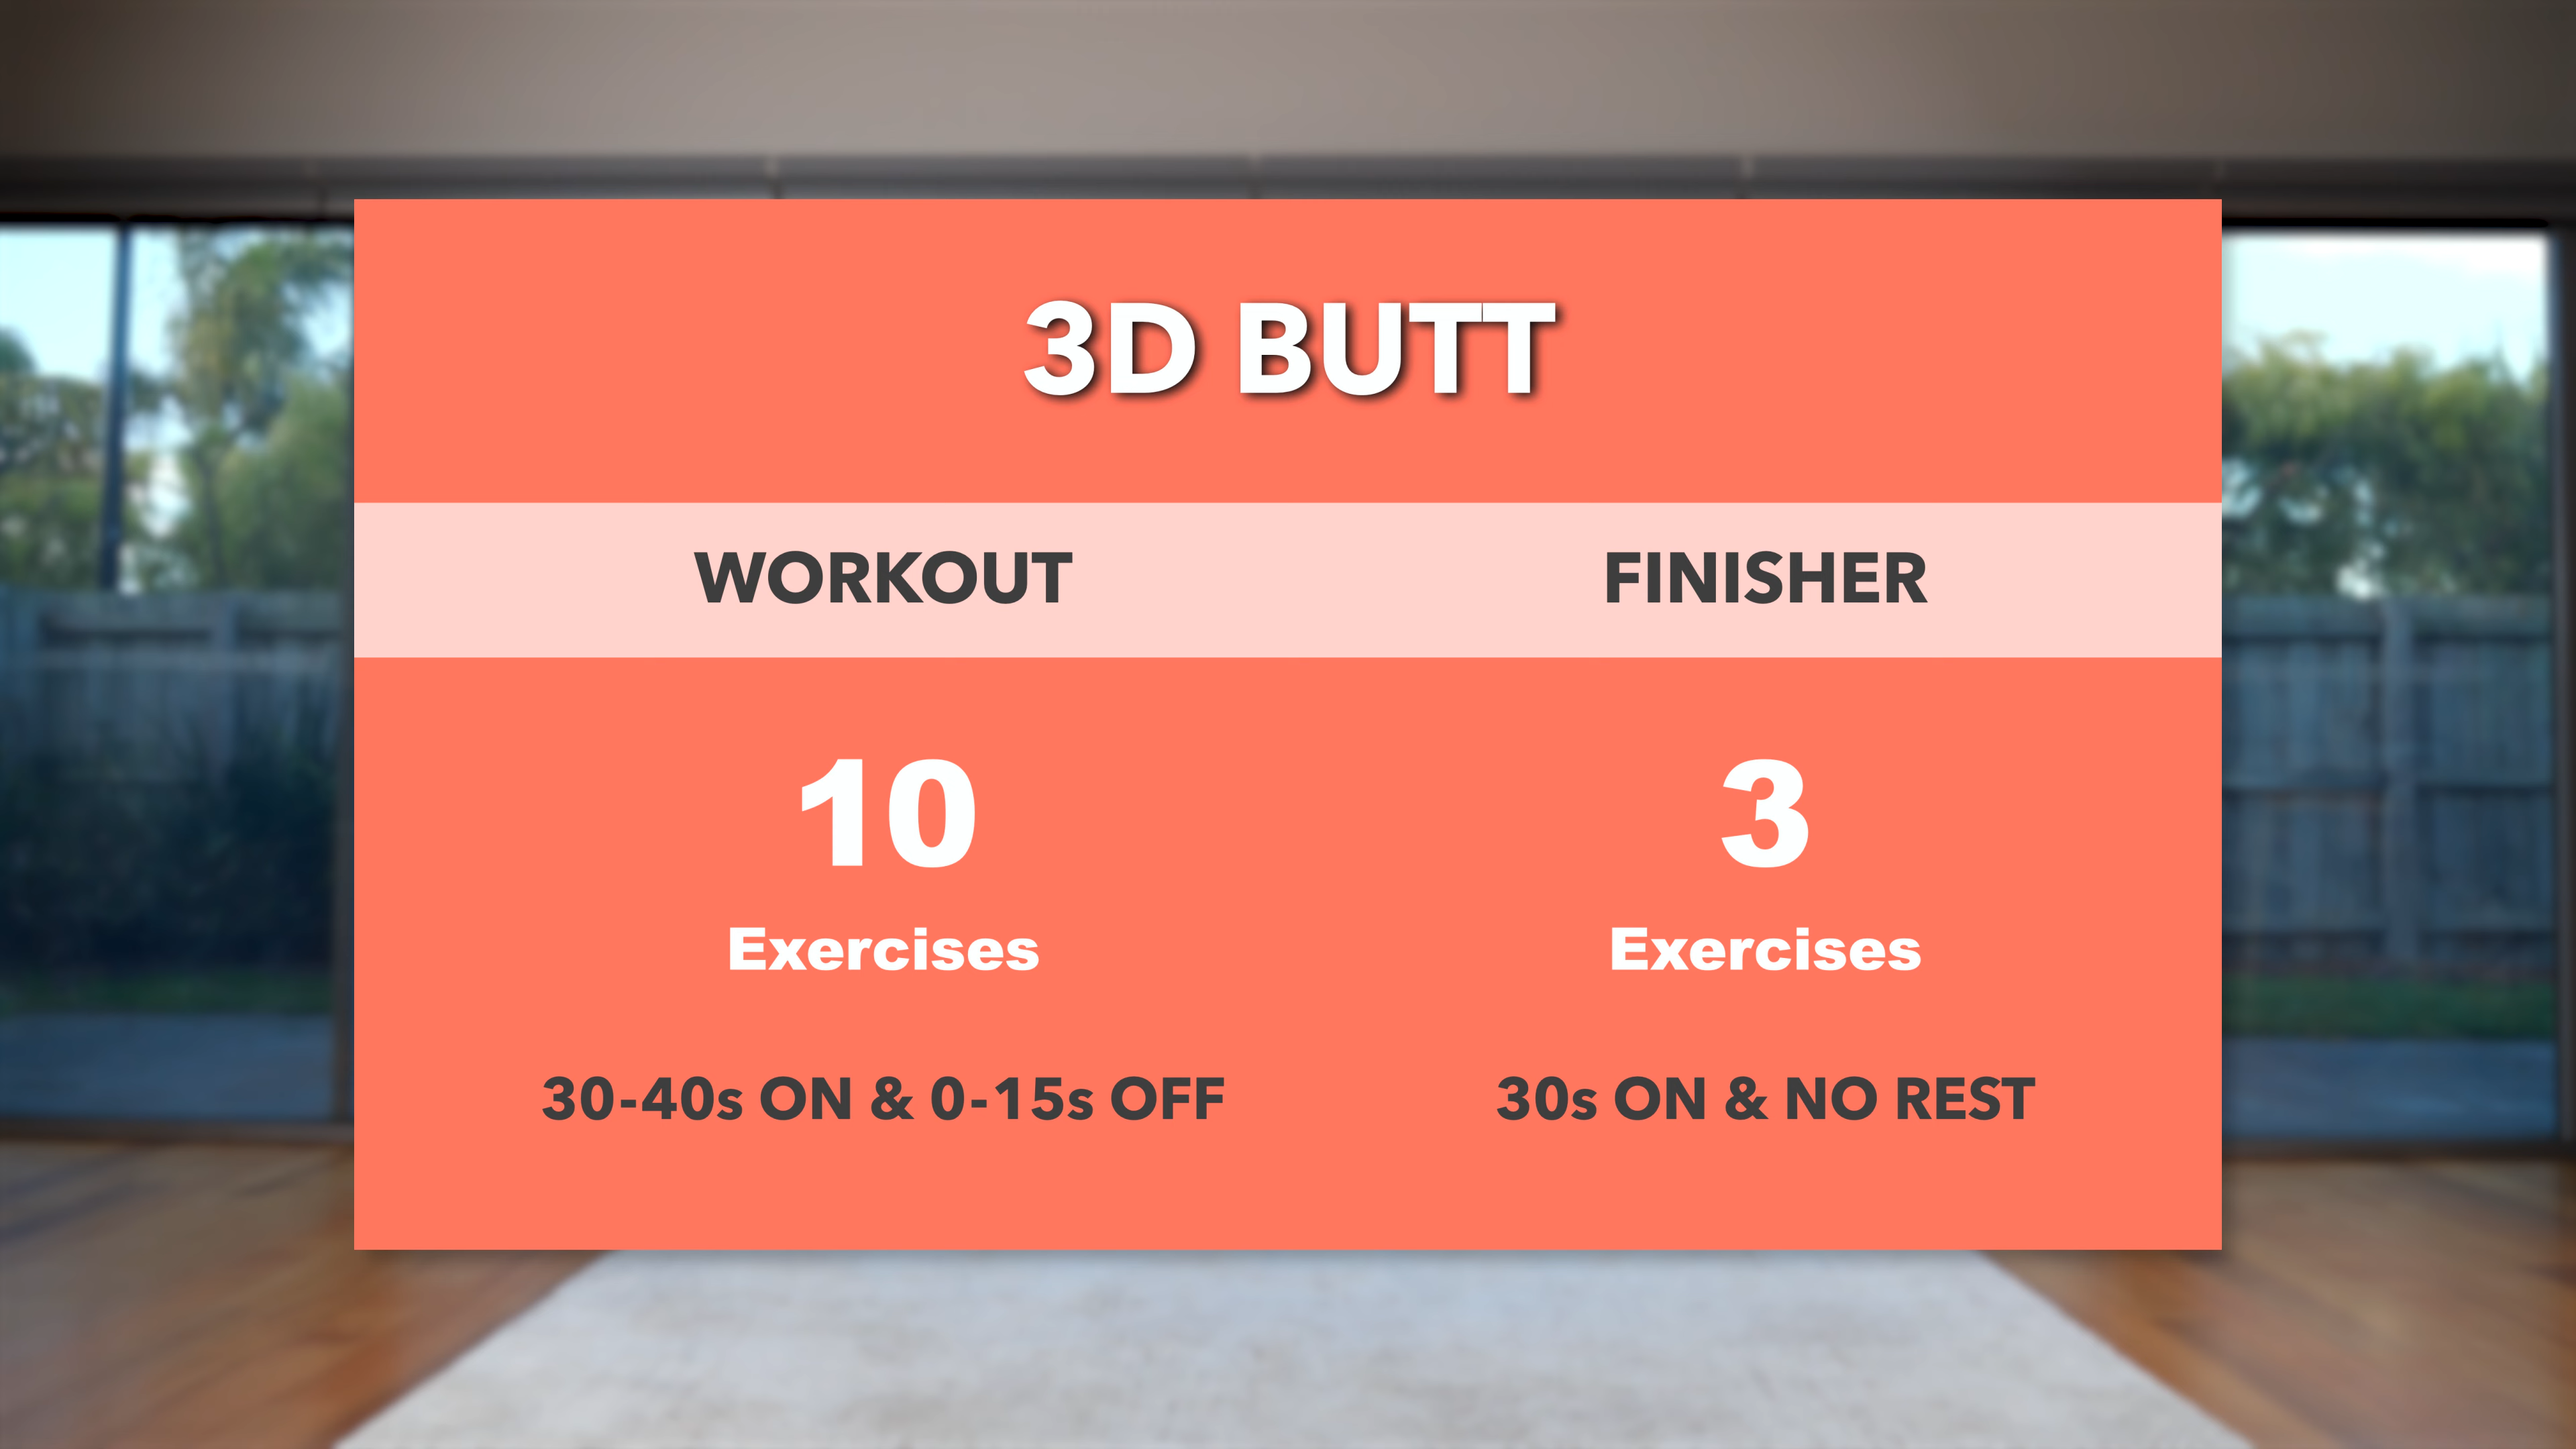 3D BUTT
WORKOUT
FINISHER
10
Exercises
30-40s ON & 0-15s OFF
3
Exercises
30s ON & NO REST